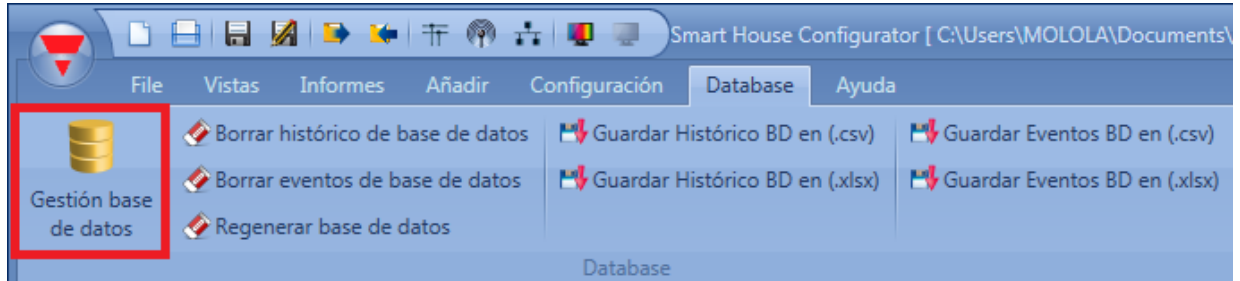 Smart House Configurator [ C:\Users\MOLOLA\Documents\
File Vistas Informes Añadir Configuración Database Ayuda
Gestión base
de datos
Borrar histórico de base de datos
Borrar eventos de base de datos
Regenerar base de datos
Guardar Histórico BD en (.csv)
Guardar Histórico BD en (.xlsx)
Guardar Eventos BD en (.csv)
Guardar Eventos BD en (.xlsx)
Database